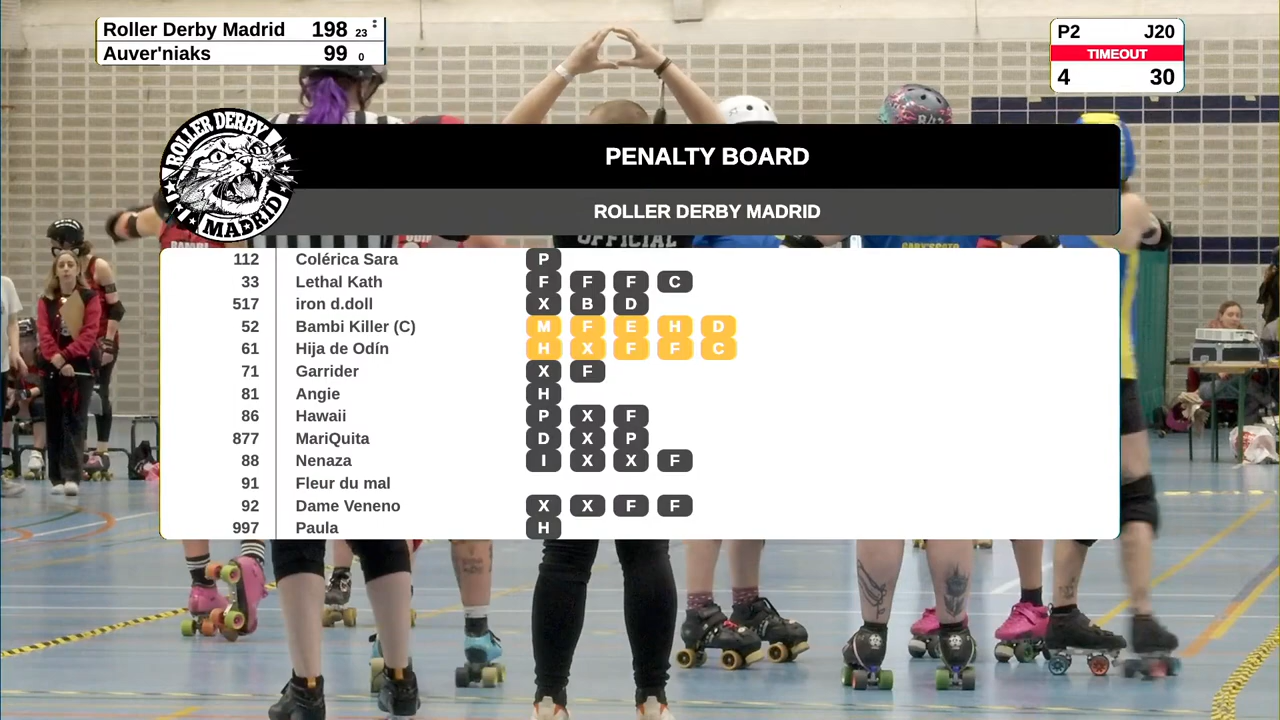 Roller Derby Madrid 198 23
Auver'niaks 99 0
P2 J20
TIMEOUT
4 30
ROLLER DERBY
MADRID
PENALTY BOARD
ROLLER DERBY MADRID
OFFICIAL
112 Colérica Sara P
33 Lethal Kath F F F C
517 iron d.doll X B D
52 Bambi Killer (C) M F E H D
61 Hija de Odín H X F F C
71 Garrider X F
81 Angie H
86 Hawaii P X F
877 MariQuita D X P
88 Nenaza I X X F
91 Fleur du mal
92 Dame Veneno X X F F
997 Paula H